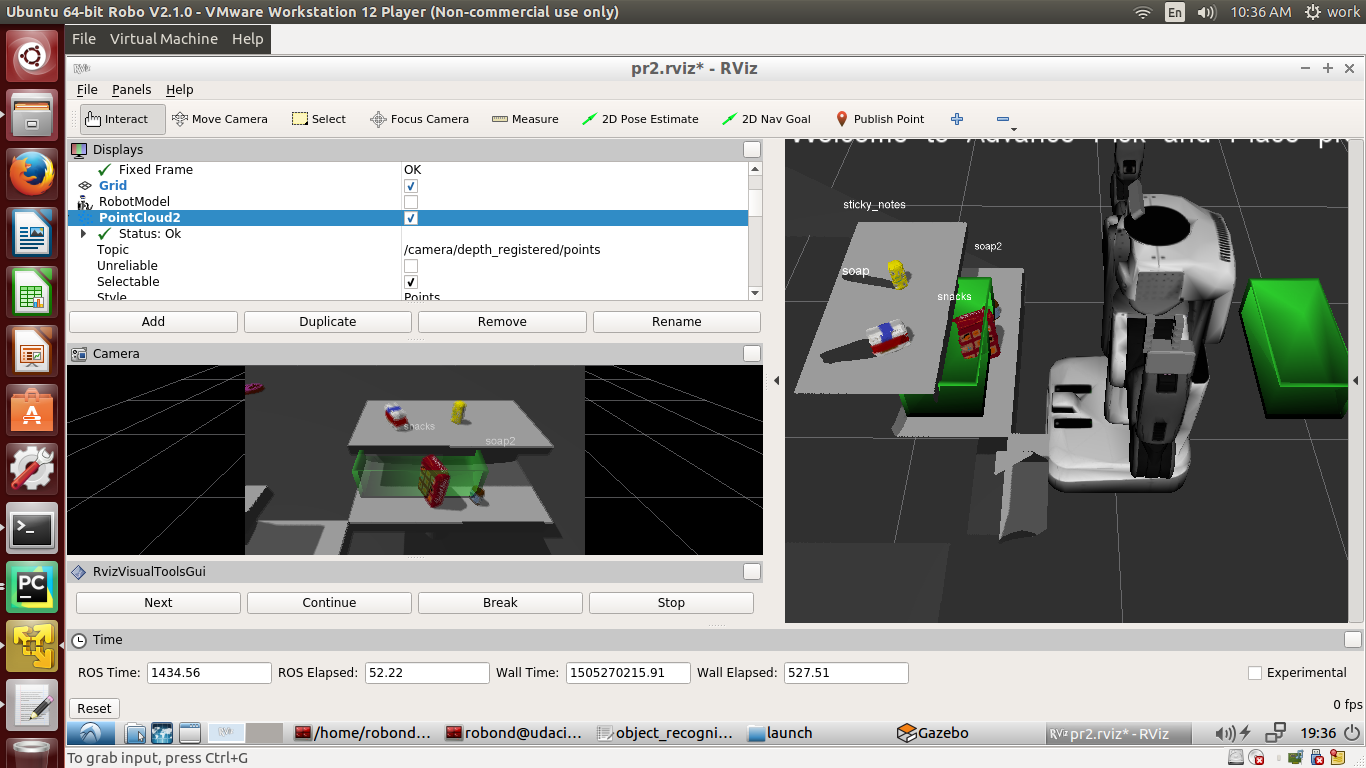 Ubuntu 64-bit Robo V2.1.0 - VMware Workstation 12 Player (Non-commercial use only)
En
10:36 AM
work
File Virtual Machine Help
RViz
pr2.rviz* - RViz
File Panels Help
Interact
Move Camera
Select
Focus Camera
Measure
2D Pose Estimate
2D Nav Goal
Publish Point
Displays
Fixed Frame OK
Grid
RobotModel
PointCloud2
Status: Ok
Topic /camera/depth_registered/points
Unreliable
Selectable
Style Points
Add Duplicate Remove Rename
Camera
snacks
soap2
RvizVisualToolsGui
Next Continue Break Stop
Welcome to Advance Pick and Place pr
sticky_notes
soap2
soap
snacks
Time
ROS Time: 1434.56 ROS Elapsed: 52.22 Wall Time: 1505270215.91 Wall Elapsed: 527.51 Experimental
Reset
0 fps
/home/robond...
robond@udaci...
object_recogni...
launch
Gazebo
RViz pr2.rviz* - RViz
19:36
To grab input, press Ctrl+G
PC